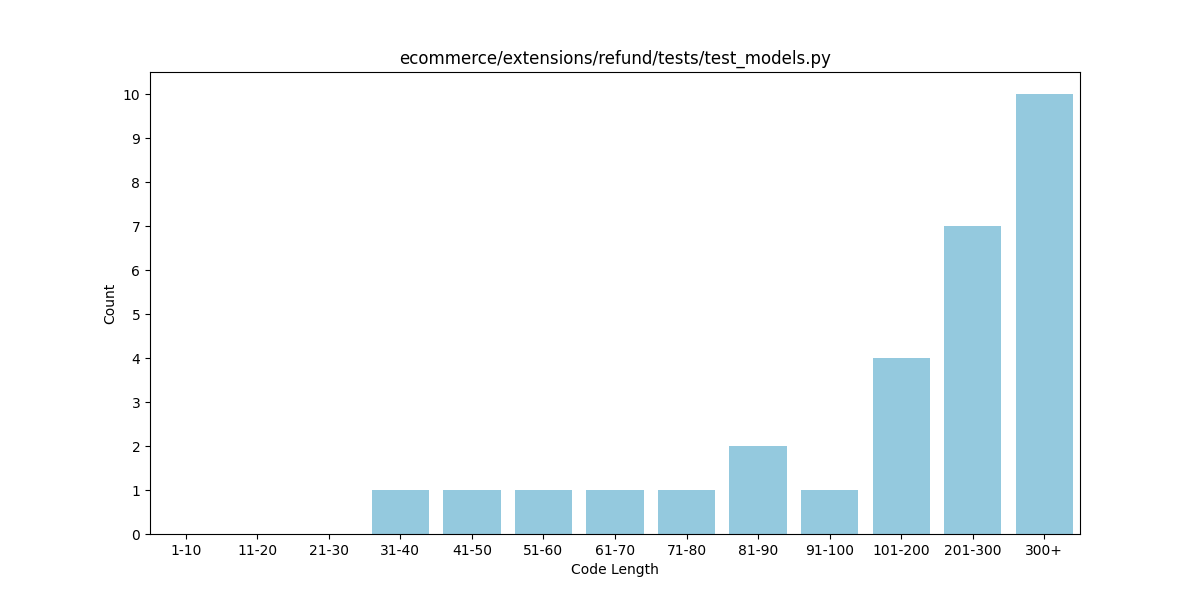 ecommerce/extensions/refund/tests/test_models.py
10
9
8
7
6
5
4
3
2
1
0
Count
1-10 11-20 21-30 31-40 41-50 51-60 61-70 71-80 81-90 91-100 101-200 201-300 300+
Code Length